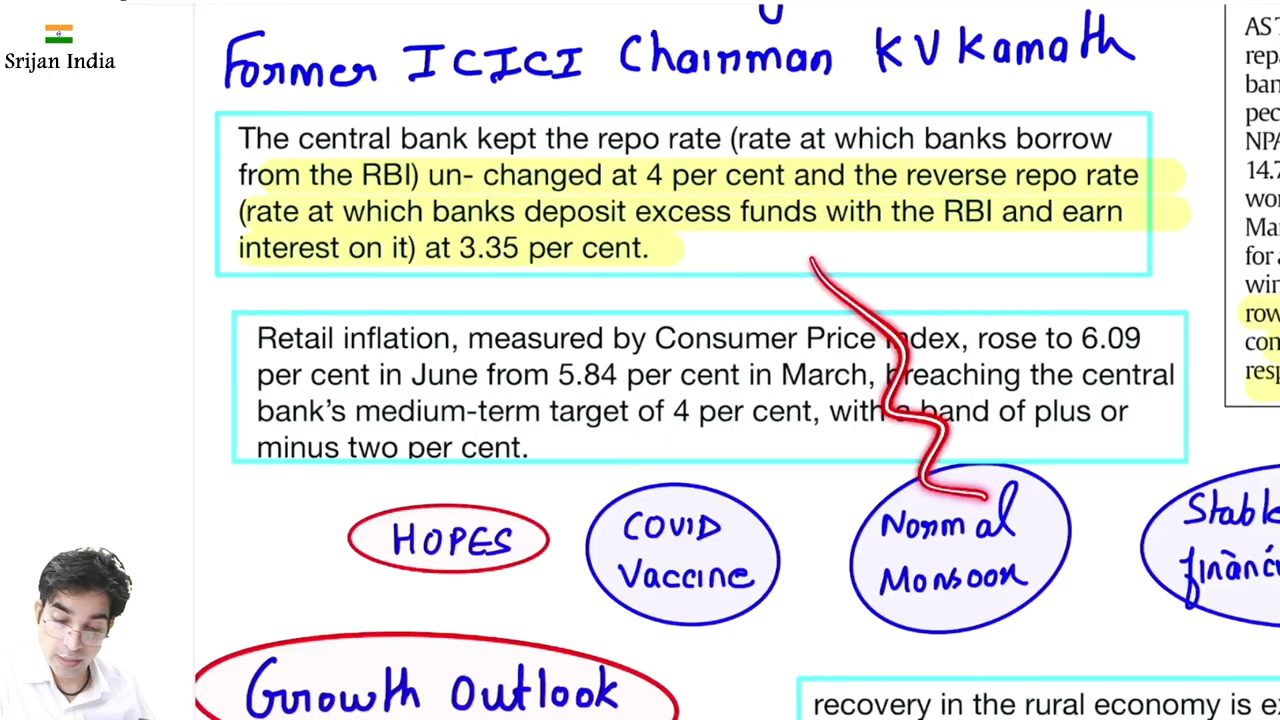 Srijan India
Former ICICI Chairman K V Kamath
The central bank kept the repo rate (rate at which banks borrow
from the RBI) un- changed at 4 per cent and the reverse repo rate
(rate at which banks deposit excess funds with the RBI and earn
interest on it) at 3.35 per cent.
Retail inflation, measured by Consumer Price Index, rose to 6.09
per cent in June from 5.84 per cent in March, breaching the central
bank's medium-term target of 4 per cent, with a band of plus or
minus two per cent.
HOPES
COVID
Vaccine
Normal
Monsoon
Growth Outlook
recovery in the rural economy is
14.7
for a